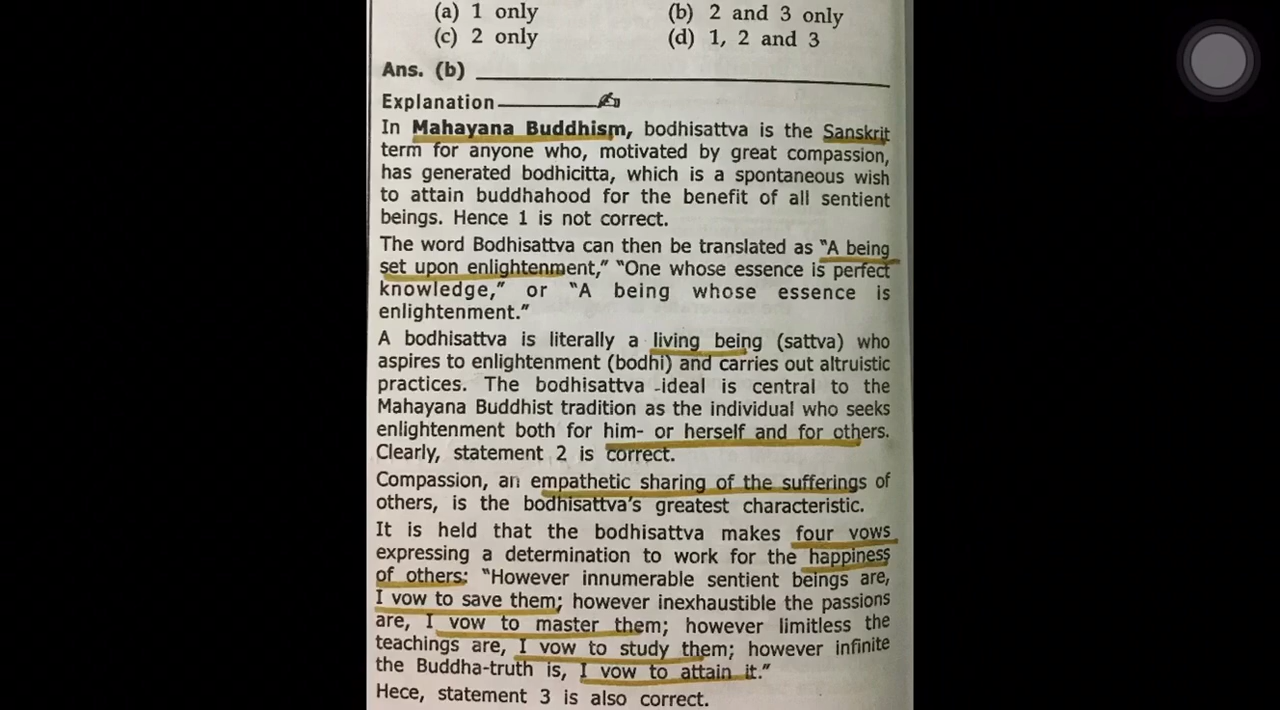 (a) 1 only (b) 2 and 3 only
(c) 2 only (d) 1, 2 and 3
Ans. (b)
Explanation
In Mahayana Buddhism, bodhisattva is the Sanskrit
term for anyone who, motivated by great compassion,
has generated bodhicitta, which is a spontaneous wish
to attain buddhahood for the benefit of all sentient
beings. Hence 1 is not correct.
The word Bodhisattva can then be translated as "A being
set upon enlightenment," "One whose essence is perfect
knowledge," or "A being whose essence is
enlightenment."
A bodhisattva is literally a living being (sattva) who
aspires to enlightenment (bodhi) and carries out altruistic
practices. The bodhisattva -ideal is central to the
Mahayana Buddhist tradition as the individual who seeks
enlightenment both for him- or herself and for others.
Clearly, statement 2 is correct.
Compassion, an empathetic sharing of the sufferings of
others, is the bodhisattva's greatest characteristic.
It is held that the bodhisattva makes four vows
expressing a determination to work for the happiness
of others: "However innumerable sentient beings are,
I vow to save them; however inexhaustible the passions
are, I vow to master them; however limitless the
teachings are, I vow to study them; however infinite
the Buddha-truth is, I vow to attain it."
Hece, statement 3 is also correct.